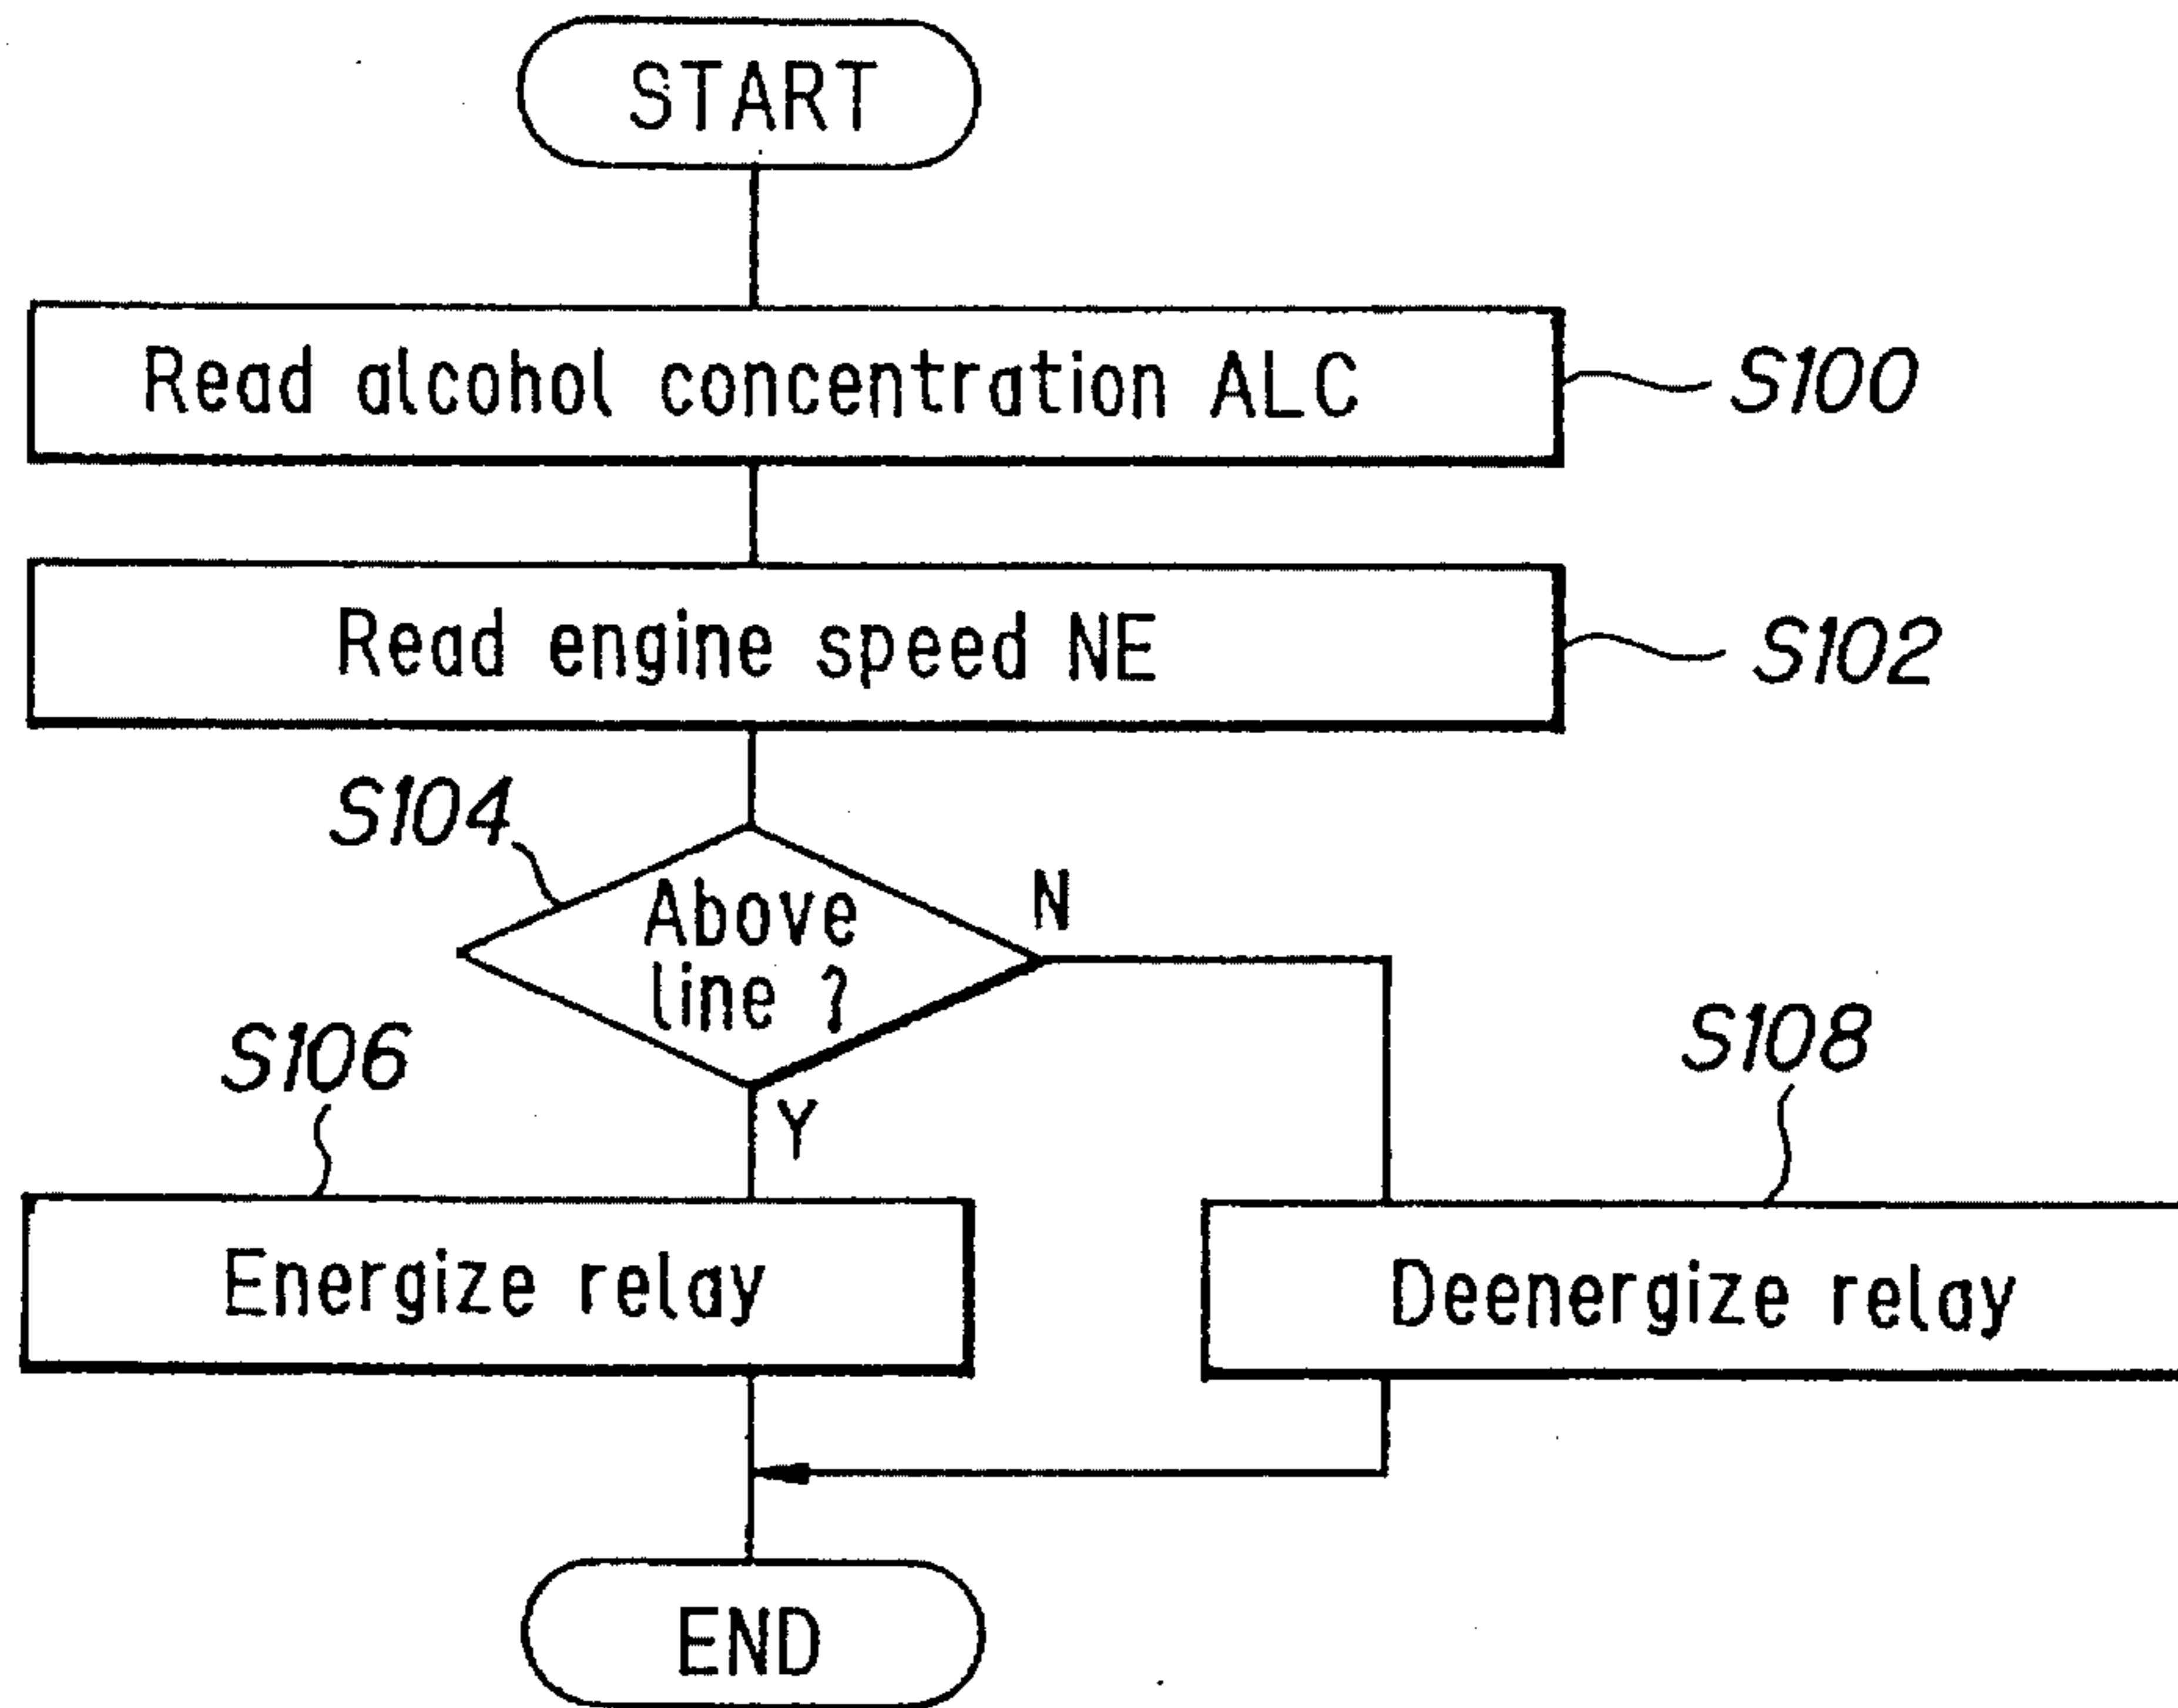 START
Read alcohol concentration ALC
S100
Read engine speed NE
S102
S104
Above
line ?
N
Y
S106
S108
Energize relay
Deenergize relay
END